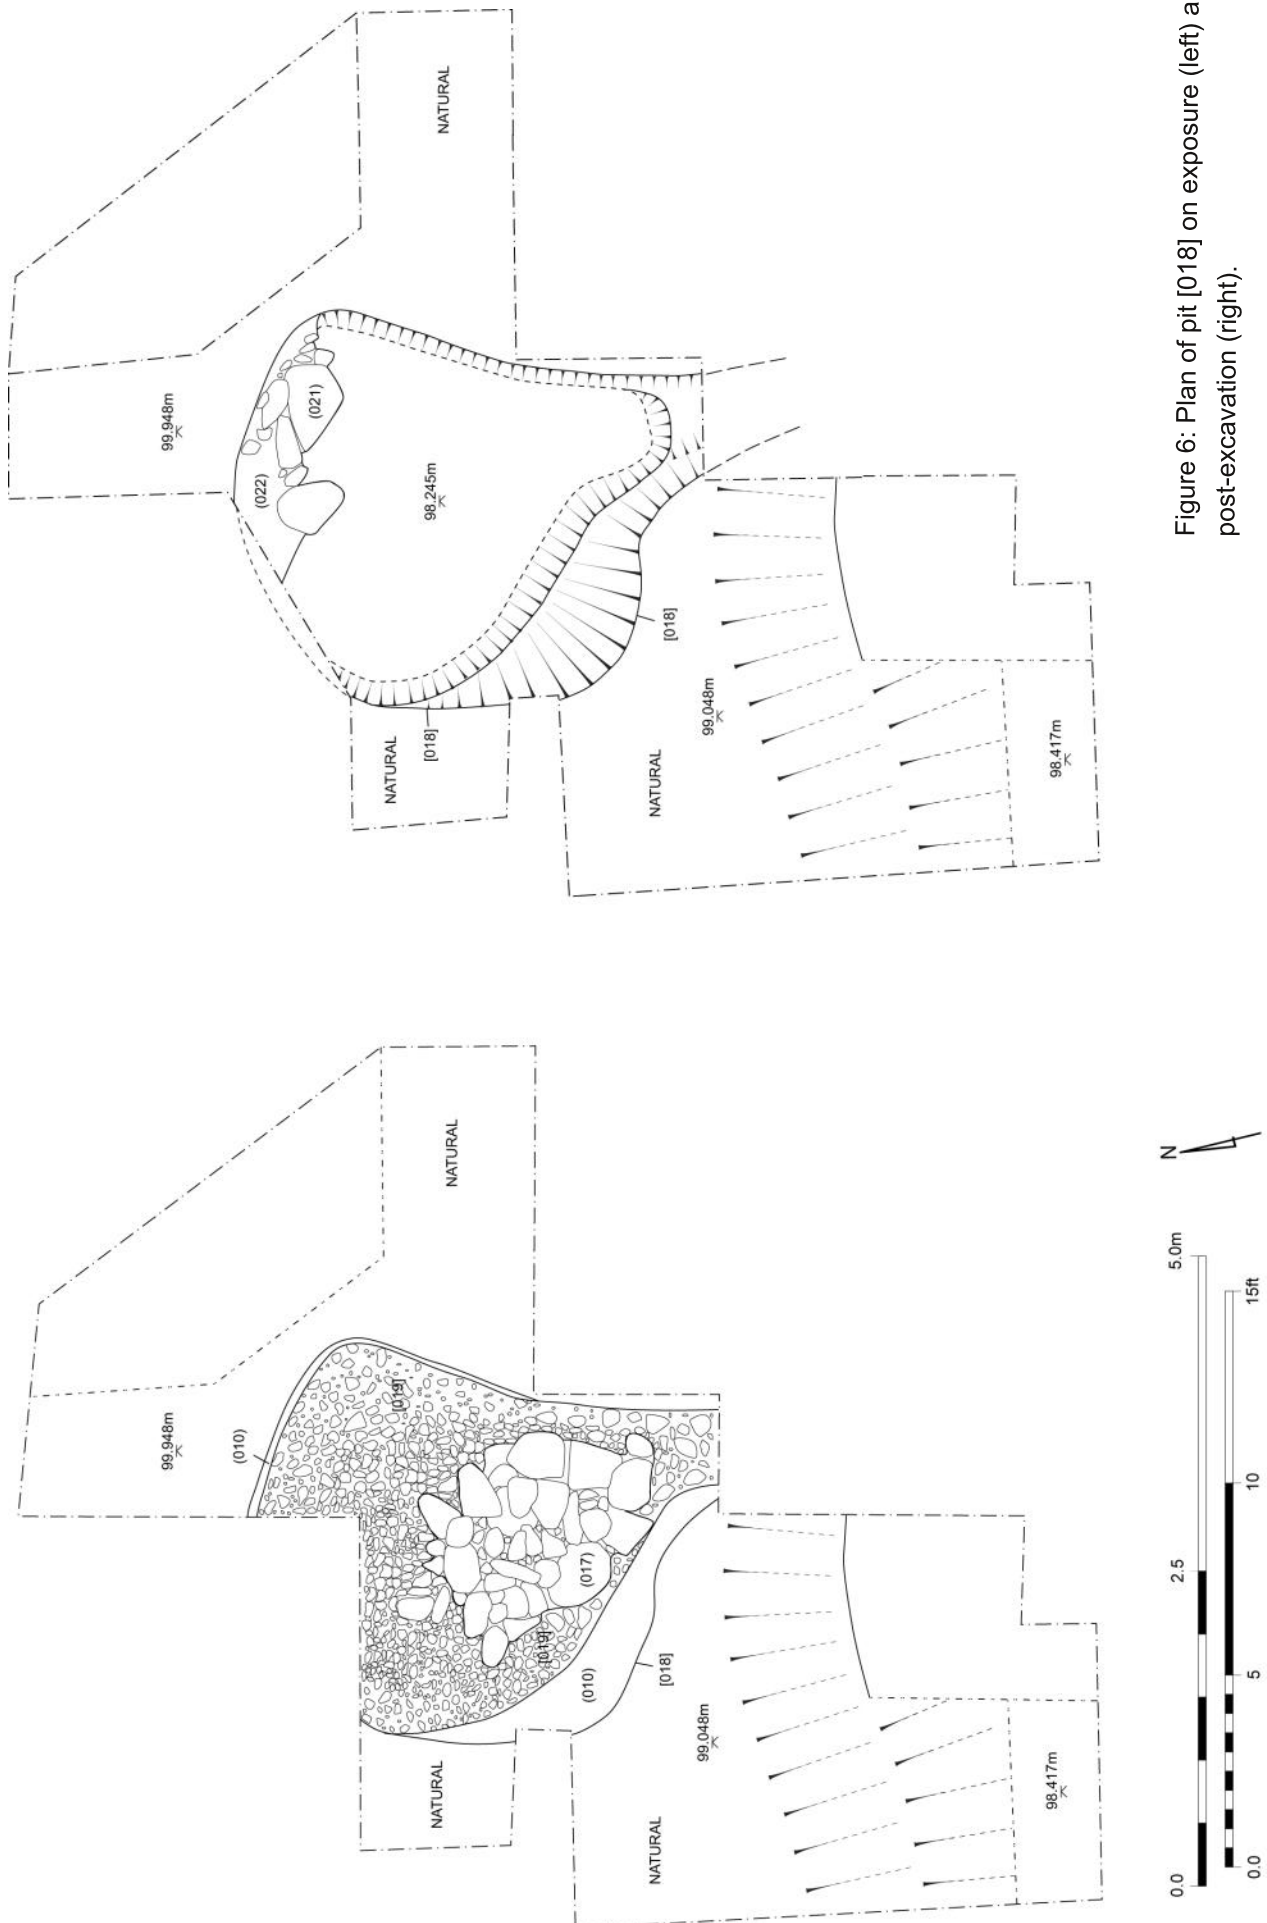 NATURAL
99.948m
(022)
(021)
98.245m
[018]
NATURAL
[018]
99.048m
NATURAL
98.417m
NATURAL
99.948m
(010)
[019]
(017)
[019]
(010)
[018]
NATURAL
99.048m
NATURAL
98.417m
N
0.0
2.5
5.0m
0.0
5
10
15ft
Figure 6: Plan of pit [018] on exposure (left) a
post-excavation (right).